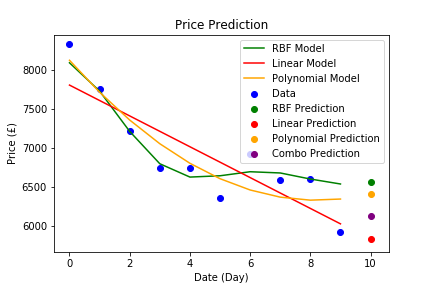 Price Prediction
RBF Model
Linear Model
Polynomial Model
Data
RBF Prediction
Linear Prediction
Polynomial Prediction
Combo Prediction
8000
7500
7000
6500
6000
Price (£)
0 2 4 6 8 10
Date (Day)